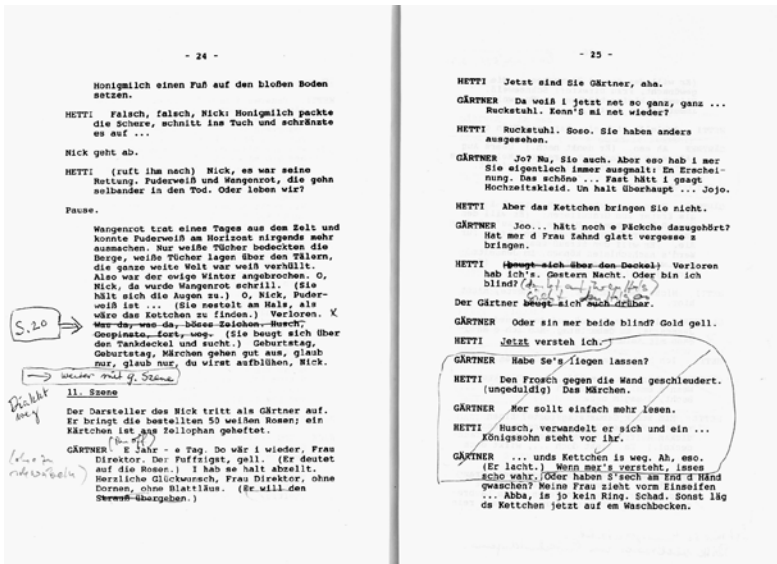 - 24 -
Honigmilch einen Fuß auf den bloßen Boden
setzen.
HETTI Falsch, falsch, Nick: Honigmilch packte
die Schere, schnitt ins Tuch und schränzte
es auf ...
Nick geht ab.
HETTI (ruft ihm nach) Nick, es war seine
Rettung. Puderweiß und Wangenrot, die gehn
selbander in den Tod. Oder leben wir?
Pause.
Wangenrot trat eines Tages aus dem Zelt und
konnte Puderweiß am Horizont nirgends mehr
ausmachen. Nur weiße Tücher bedeckten die
Berge, weiße Tücher lagen über den Tälern,
die ganze weite Welt war weiß verhüllt.
Also war der ewige Winter angebrochen. O,
Nick, da wurde Wangenrot schrill. (Sie
hält sich die Augen zu.) O, Nick, Puder-
weiß ist ... (Sie nestelt am Hals, als
wäre das Kettchen zu finden.) Verloren. X
S.20
Was da, was da, böses Zeichen. Husch,
Gespinste, fort, weg. (Sie beugt sich über
den Tankdeckel und sucht.) Geburtstag,
Geburtstag, Märchen gehen gut aus, glaub
nur, glaub nur, du wirst aufblühen, Nick.
→ weiter mit 9. Szene
Dialekt
weg
11. Szene
Der Darsteller des Nick tritt als Gärtner auf.
Er bringt die bestellten 50 weißen Rosen; ein
Kärtchen ist ans Zellophan geheftet.
GÄRTNER E Jahr - e Tag. Do wär i wieder, Frau
Direktor. Der Fuffzigst, gell. (Er deutet
auf die Rosen.) I hab se halt abzellt.
Herzliche Glückwunsch, Frau Direktor, ohne
Dornen, ohne Blattläus. (Er will den
Strauß übergeben.)
- 25 -
HETTI Jetzt sind Sie Gärtner, aha.
GÄRTNER Da weiß i jetzt net so ganz, ganz ...
Ruckstuhl. Kenn'S mi net wieder?
HETTI Ruckstuhl. Soso. Sie haben anders
ausgesehen.
GÄRTNER Jo? Nu, Sie auch. Aber eso hab i mer
Sie eigentlich immer ausgmalt: En Erschei-
nung. Das schöne ... Fast hätt i gsagt
Hochzeitskleid. Un halt überhaupt ... Jojo.
HETTI Aber das Kettchen bringen Sie nicht.
GÄRTNER Joo... hätt noch e Päckche dazughört?
Hat mer d Frau Zahnd glatt vergesse z
bringen.
HETTI (beugt sich über den Deckel) Verloren
hab ich's. Gestern Nacht. Oder bin ich
blind?
Der Gärtner beugt sich auch drüber.
GÄRTNER Oder sin mer beide blind? Gold gell.
HETTI Jetzt versteh ich.
GÄRTNER Habe Se's liegen lassen?
HETTI Den Frosch gegen die Wand geschleudert.
(ungeduldig) Das Märchen.
GÄRTNER Mer sollt einfach mehr lesen.
HETTI Husch, verwandelt er sich und ein ...
Königssohn steht vor ihr.
GÄRTNER ... unds Kettchen is weg. Ah, eso.
(Er lacht.) Wenn mer's versteht, isses
scho wahr. Oder haben S'sech am End d Händ
gwaschen? Meine Frau zieht vorm Einseifen
... Abba, is jo kein Ring. Schad. Sonst läg
ds Kettchen jetzt auf em Waschbecken.